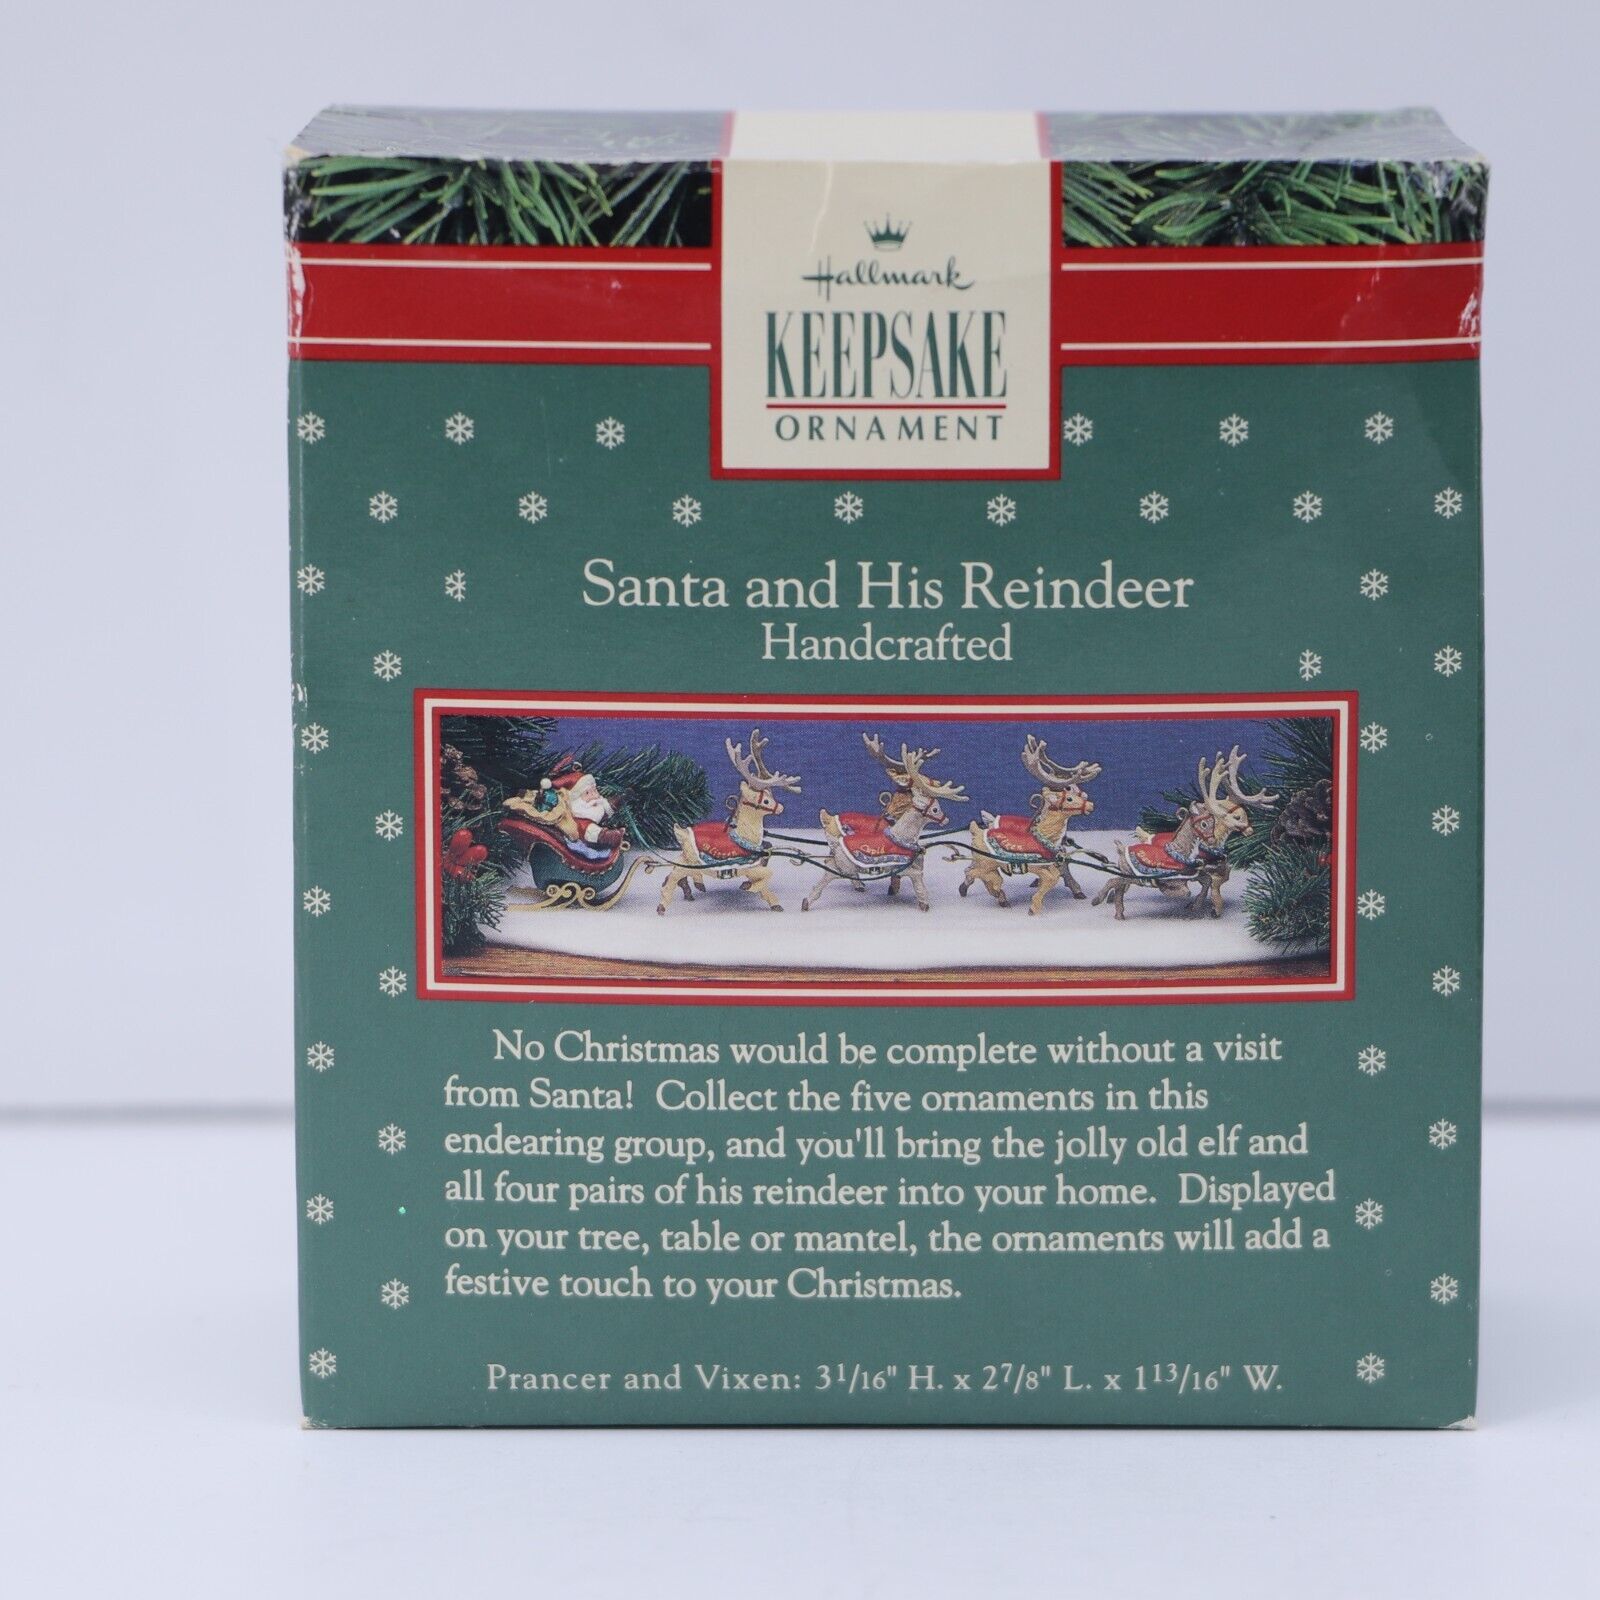 Hallmark
KEEPSAKE
ORNAMENT
Santa and His Reindeer
Handcrafted
Blitzen
Cupid
No Christmas would be complete without a visit
from Santa! Collect the five ornaments in this
endearing group, and you'll bring the jolly old elf and
all four pairs of his reindeer into your home. Displayed
on your tree, table or mantel, the ornaments will add a
festive touch to your Christmas.
Prancer and Vixen: 3 1/16" H. x 2 7/8" L. x 1 13/16" W.